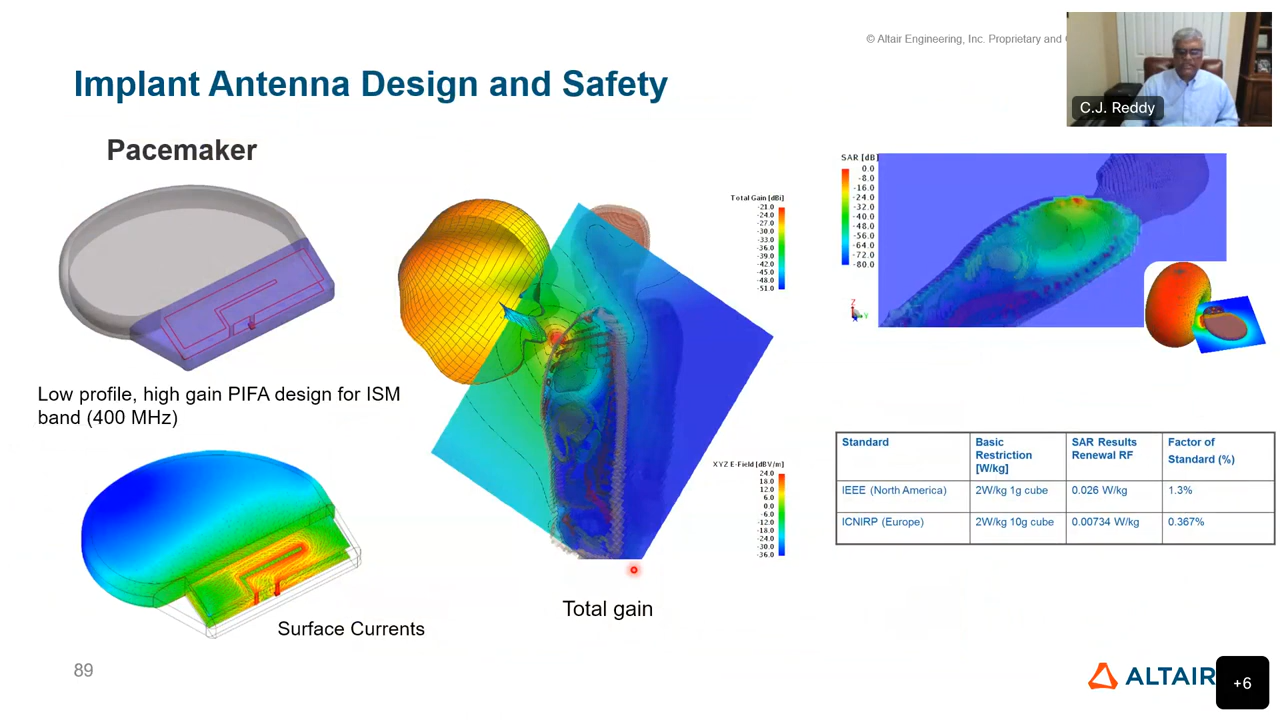 © Altair Engineering, Inc. Proprietary and
C.J. Reddy
Implant Antenna Design and Safety
Pacemaker
Low profile, high gain PIFA design for ISM
band (400 MHz)
Surface Currents
Total Gain [dBi]
-21.0
-24.0
-27.0
-30.0
-33.0
-36.0
-39.0
-42.0
-45.0
-48.0
-51.0
XYZ E-Field [dBV/m]
24.0
18.0
12.0
6.0
0.0
-6.0
-12.0
-18.0
-24.0
-30.0
-36.0
Total gain
SAR [dB]
0.0
-8.0
-16.0
-24.0
-32.0
-40.0
-48.0
-56.0
-64.0
-72.0
-80.0
Z
Y
Standard
Basic
Restriction
[W/kg]
SAR Results
Renewal RF
Factor of
Standard (%)
IEEE (North America)
2W/kg 1g cube
0.026 W/kg
1.3%
ICNIRP (Europe)
2W/kg 10g cube
0.00734 W/kg
0.367%
89
ALTAIR
+6